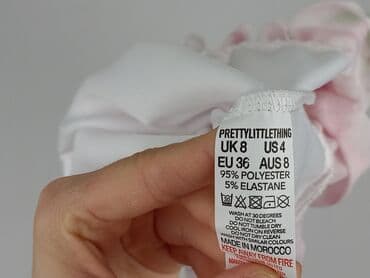 PRETTYLITTLETHING
UK 8 US 4
EU 36 AUS 8
95% POLYESTER
5% ELASTANE
WASH AT 30 DEGREES
DO NOT BLEACH
DO NOT TUMBLE DRY
COOL IRON ON REVERSE
DO NOT DRY CLEAN
WASH WITH SIMILAR COLOURS
MADE IN MOROCCO
KEEP AWAY FROM FIRE